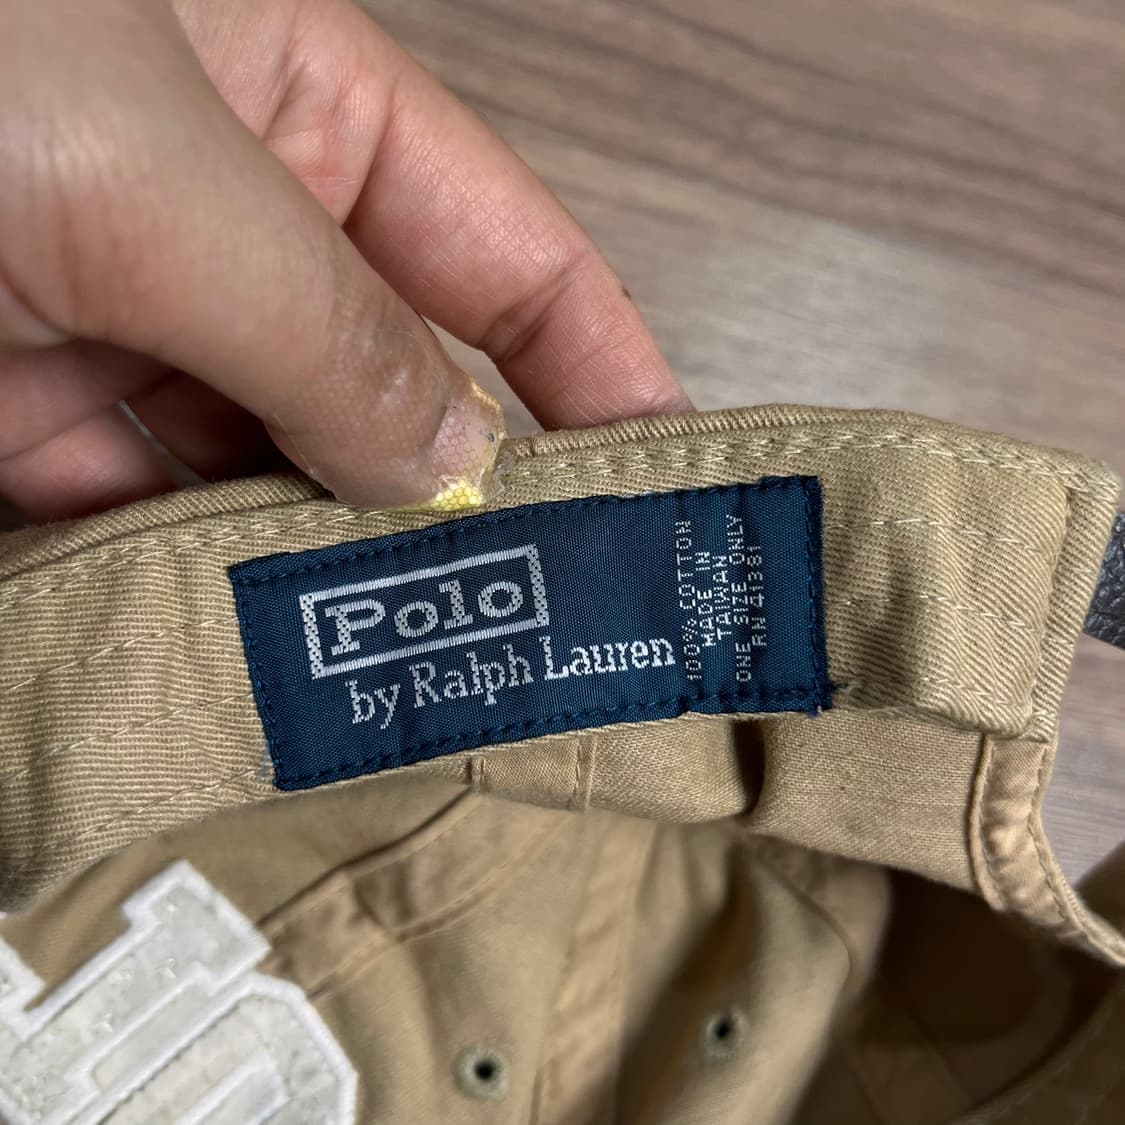 Polo
by Ralph Lauren
100% COTTON
MADE IN
TAIWAN
ONE SIZE ONLY
RN 41381